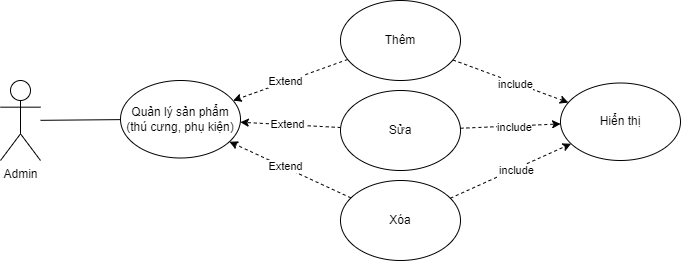 Thêm
Extend
include
Quản lý sản phẩm
(thú cưng, phụ kiện)
Extend
Sửa
include
Hiển thị
Admin
Extend
include
Xóa